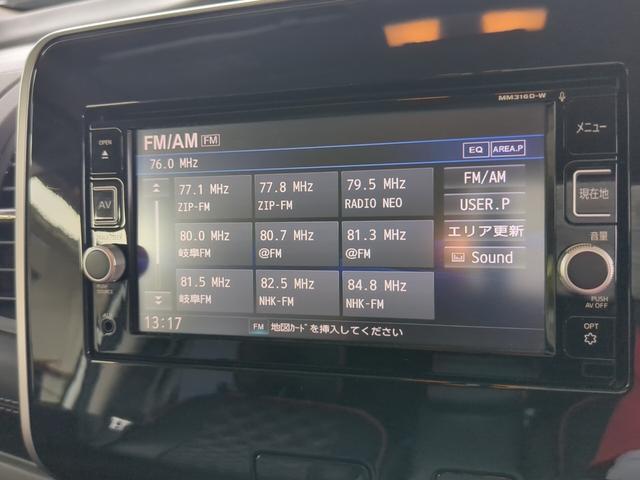 MM316D-W
OPEN
FM/AM FM
EQ AREA.P
メニュー
76.0 MHz
77.1 MHz 77.8 MHz 79.5 MHz FM/AM
ZIP-FM ZIP-FM RADIO NEO
AV
現在地
USER.P
80.0 MHz 80.7 MHz 81.3 MHz エリア更新
岐阜FM @FM @FM
音量
81.5 MHz 82.5 MHz 84.8 MHz Sound
岐阜FM NHK-FM NHK-FM
PUSH
AV OFF
13:17 FM 地図ｶｰﾄﾞを挿入してください
OPT